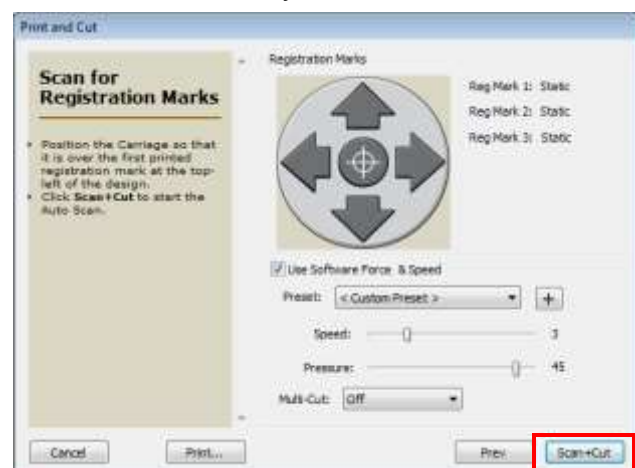 Print and Cut
Scan for
Registration Marks
Position the Carriage so that
it is over the first printed
registration mark at the top-
left of the design.
Click Scan+Cut to start the
Auto Scan.
Registration Marks
Reg Mark 1: Static
Reg Mark 2: Static
Reg Mark 3: Static
Use Software Force & Speed
Preset: < Custom Preset > +
Speed: 3
Pressure: 45
Multi-Cut: Off
Cancel Print... Prev Scan+Cut